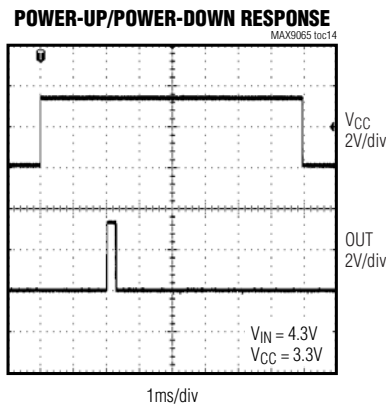 POWER-UP/POWER-DOWN RESPONSE
MAX9065 toc14
T
VCC
2V/div
OUT
2V/div
VIN = 4.3V
VCC = 3.3V
1ms/div